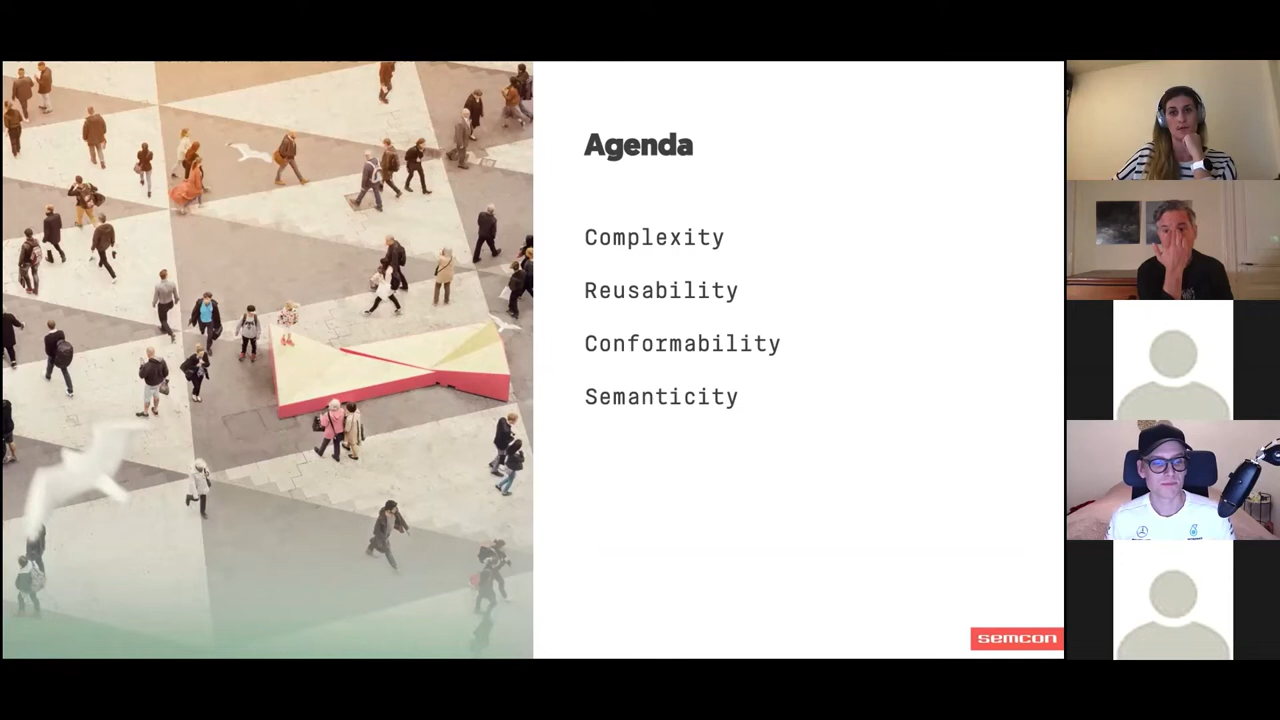 Agenda
Complexity
Reusability
Conformability
Semanticity
semcon